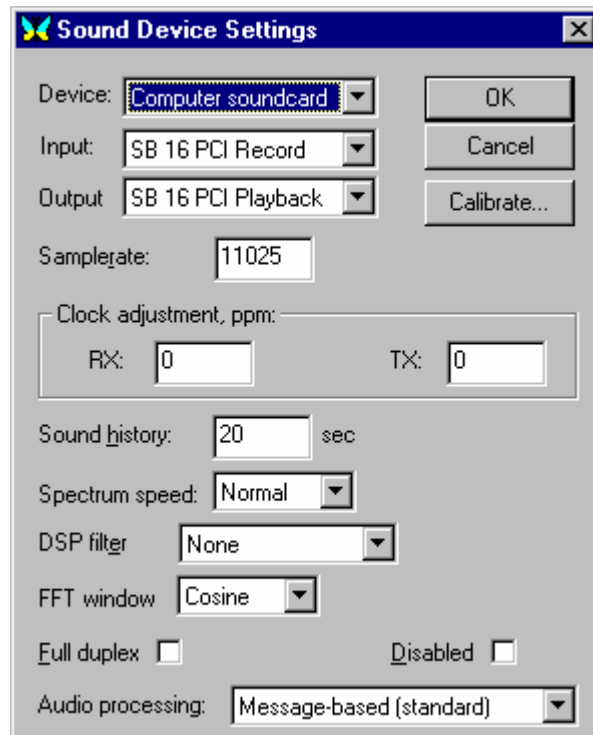 Sound Device Settings
Device: Computer soundcard OK
Input: SB 16 PCI Record Cancel
Output SB 16 PCI Playback Calibrate...
Samplerate: 11025
Clock adjustment, ppm:
RX: 0 TX: 0
Sound history: 20 sec
Spectrum speed: Normal
DSP filter None
FFT window Cosine
Full duplex Disabled
Audio processing: Message-based (standard)